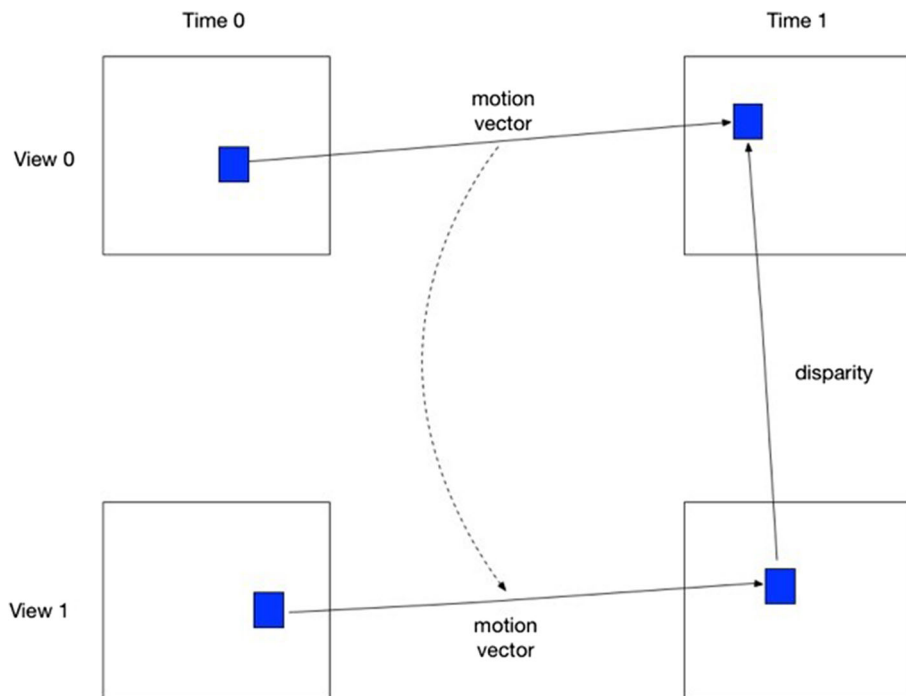 Time 0
Time 1
motion
vector
View 0
disparity
View 1
motion
vector